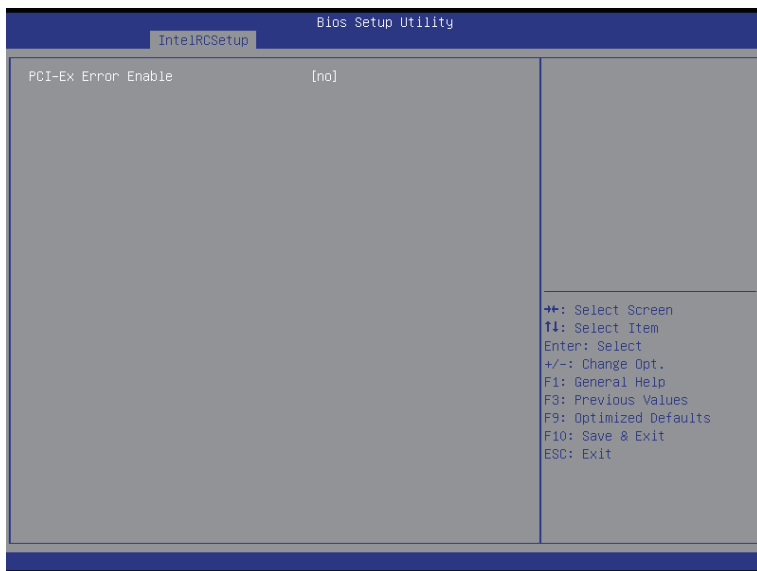 Bios Setup Utility
IntelRCSetup
PCI-Ex Error Enable [no]
→←: Select Screen
↑↓: Select Item
Enter: Select
+/-: Change Opt.
F1: General Help
F3: Previous Values
F9: Optimized Defaults
F10: Save & Exit
ESC: Exit